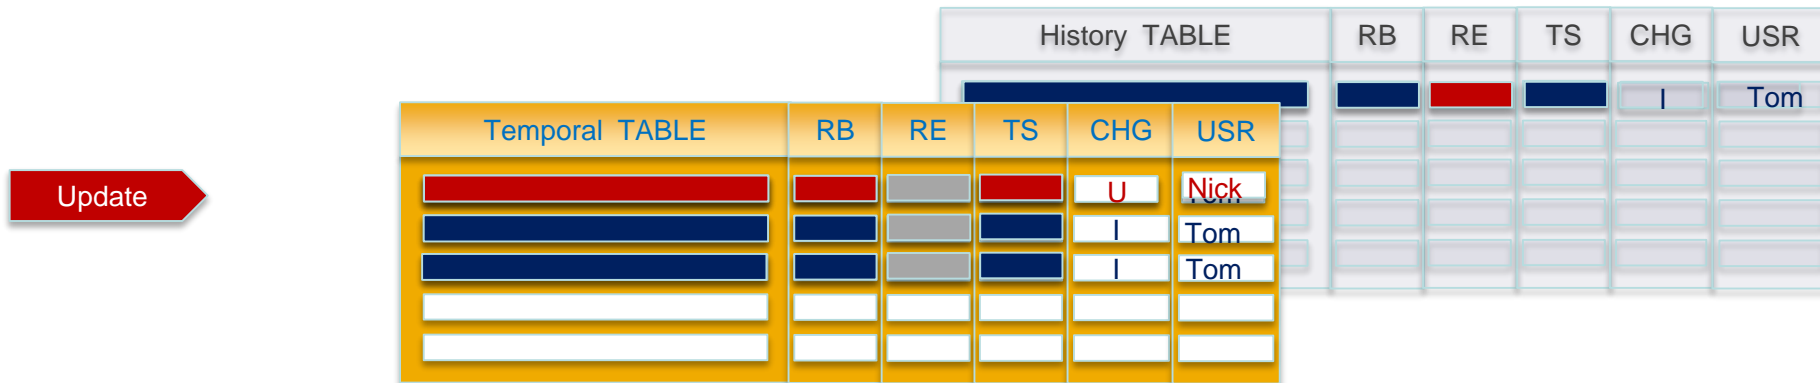 History TABLE RB RE TS CHG USR
I Tom
Temporal TABLE RB RE TS CHG USR
Update
U Nick
I Tom
I Tom